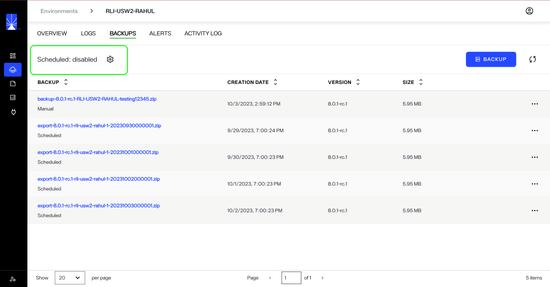 Environments > RLI-USW2-RAHUL
OVERVIEW LOGS BACKUPS ALERTS ACTIVITY LOG
Scheduled: disabled
BACKUP
BACKUP CREATION DATE VERSION SIZE
backup-8.0.1-rc.1-RLI-USW2-RAHUL-testing12345.zip 10/3/2023, 2:59:12 PM 8.0.1-rc.1 5.95 MB ...
Manual
export-8.0.1-rc.1-rli-usw2-rahul-1-20230930000001.zip 9/29/2023, 7:00:24 PM 8.0.1-rc.1 5.95 MB ...
Scheduled
export-8.0.1-rc.1-rli-usw2-rahul-1-20231001000001.zip 9/30/2023, 7:00:23 PM 8.0.1-rc.1 5.95 MB ...
Scheduled
export-8.0.1-rc.1-rli-usw2-rahul-1-20231002000001.zip 10/1/2023, 7:00:23 PM 8.0.1-rc.1 5.95 MB ...
Scheduled
export-8.0.1-rc.1-rli-usw2-rahul-1-20231003000001.zip 10/2/2023, 7:00:23 PM 8.0.1-rc.1 5.95 MB ...
Scheduled
Show 20 per page Page < 1 of 1 > 5 items